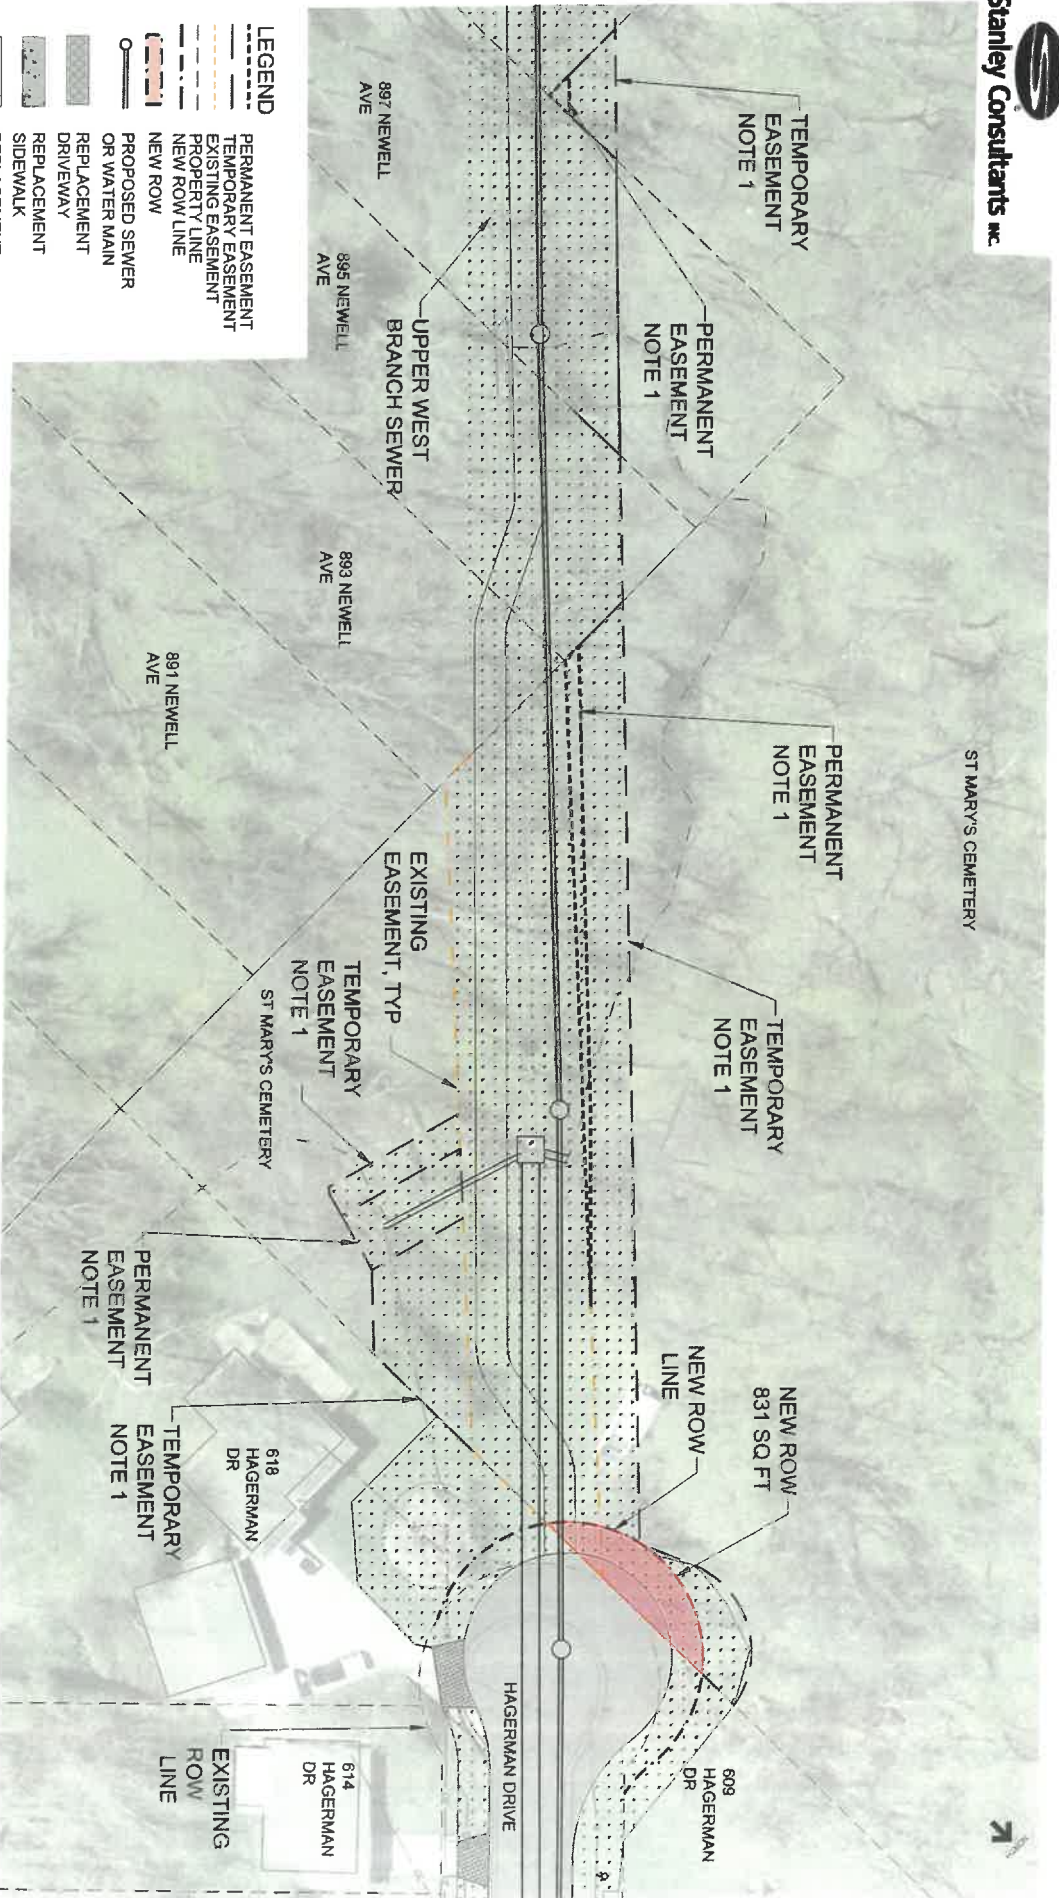 Stanley Consultants INC.
TEMPORARY
EASEMENT
NOTE 1
PERMANENT
EASEMENT
NOTE 1
ST MARY'S CEMETERY
PERMANENT
EASEMENT
NOTE 1
TEMPORARY
EASEMENT
NOTE 1
NEW ROW
831 SQ FT
NEW ROW
LINE
609
HAGERMAN
DR
897 NEWELL
AVE
895 NEWELL
AVE
UPPER WEST
BRANCH SEWER
893 NEWELL
AVE
891 NEWELL
AVE
EXISTING
EASEMENT, TYP
TEMPORARY
EASEMENT
NOTE 1
ST MARY'S CEMETERY
PERMANENT
EASEMENT
NOTE 1
TEMPORARY
EASEMENT
NOTE 1
618
HAGERMAN
DR
HAGERMAN DRIVE
614
HAGERMAN
DR
EXISTING
ROW
LINE
LEGEND
PERMANENT EASEMENT
TEMPORARY EASEMENT
EXISTING EASEMENT
PROPERTY LINE
NEW ROW LINE
NEW ROW
PROPOSED SEWER
OR WATER MAIN
REPLACEMENT
DRIVEWAY
REPLACEMENT
SIDEWALK